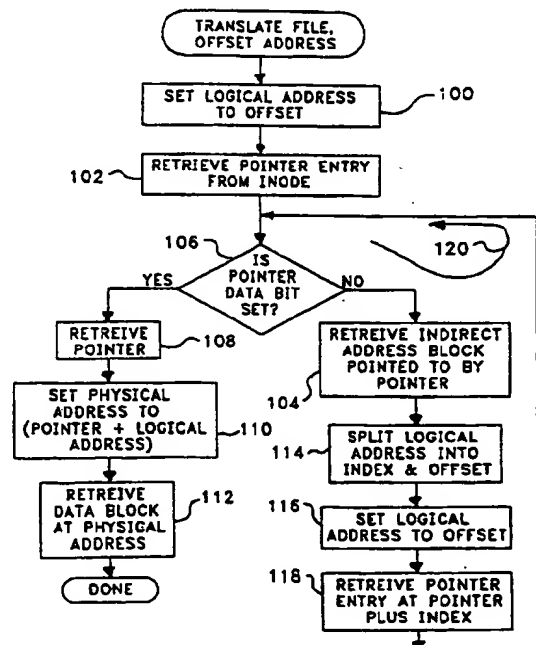 TRANSLATE FILE,
OFFSET ADDRESS
SET LOGICAL ADDRESS
TO OFFSET
100
102
RETRIEVE POINTER ENTRY
FROM INODE
106
IS
POINTER
DATA BIT
SET?
YES
NO
120
RETREIVE
POINTER
108
SET PHYSICAL
ADDRESS TO
(POINTER + LOGICAL
ADDRESS)
110
RETREIVE
DATA BLOCK
AT PHYSICAL
ADDRESS
112
DONE
RETREIVE INDIRECT
ADDRESS BLOCK
POINTED TO BY
POINTER
104
114
SPLIT LOGICAL
ADDRESS INTO
INDEX & OFFSET
116
SET LOGICAL
ADDRESS TO OFFSET
118
RETREIVE POINTER
ENTRY AT POINTER
PLUS INDEX